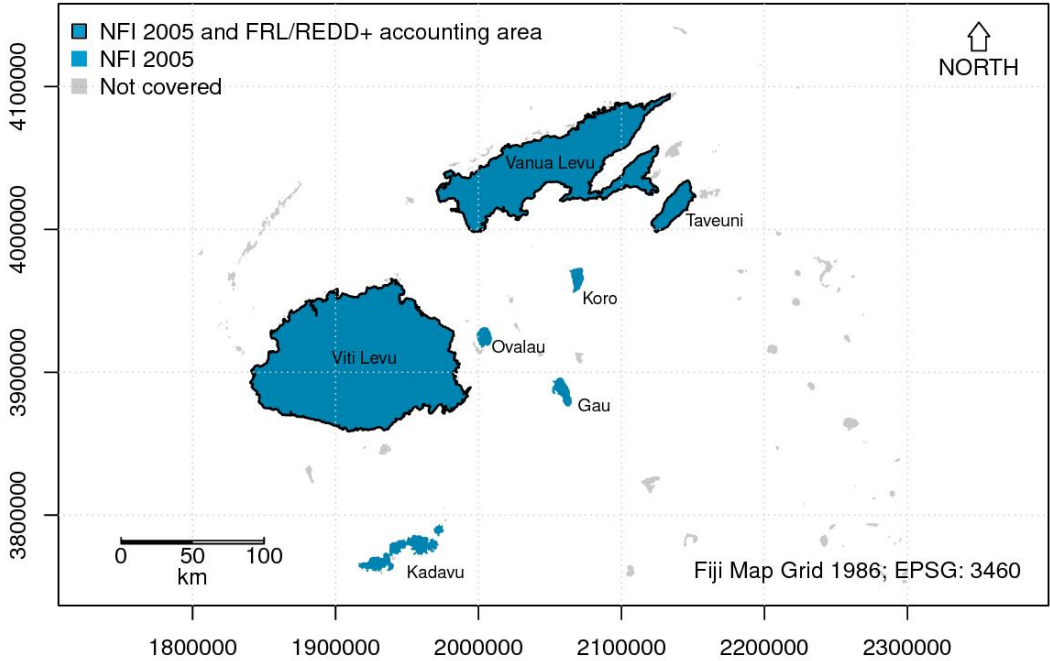 NFI 2005 and FRL/REDD+ accounting area
NFI 2005
Not covered
NORTH
Vanua Levu
Taveuni
Koro
Ovalau
Viti Levu
Gau
Kadavu
0 50 100
km
Fiji Map Grid 1986; EPSG: 3460
4100000
4000000
3900000
3800000
1800000 1900000 2000000 2100000 2200000 2300000